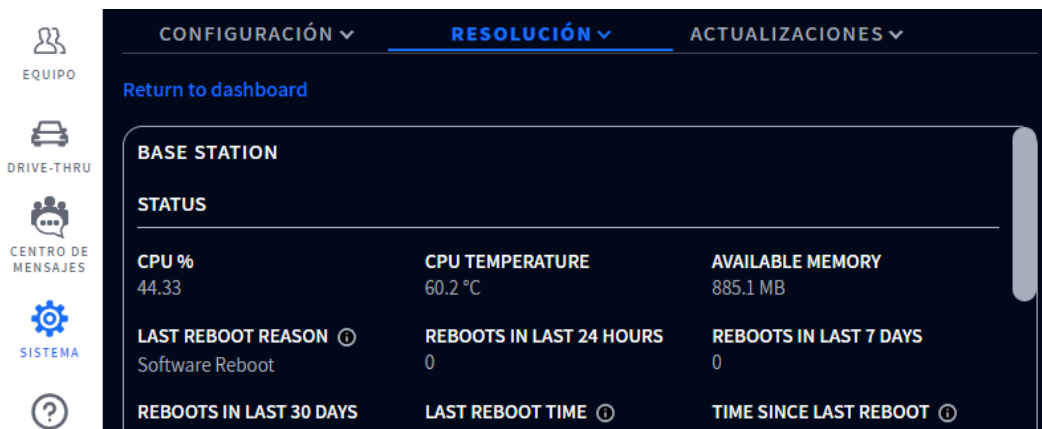 EQUIPO
DRIVE-THRU
CENTRO DE
MENSAJES
SISTEMA
CONFIGURACIÓN RESOLUCIÓN ACTUALIZACIONES
Return to dashboard
BASE STATION
STATUS
CPU % CPU TEMPERATURE AVAILABLE MEMORY
44.33 60.2 °C 885.1 MB
LAST REBOOT REASON REBOOTS IN LAST 24 HOURS REBOOTS IN LAST 7 DAYS
Software Reboot 0 0
REBOOTS IN LAST 30 DAYS LAST REBOOT TIME TIME SINCE LAST REBOOT